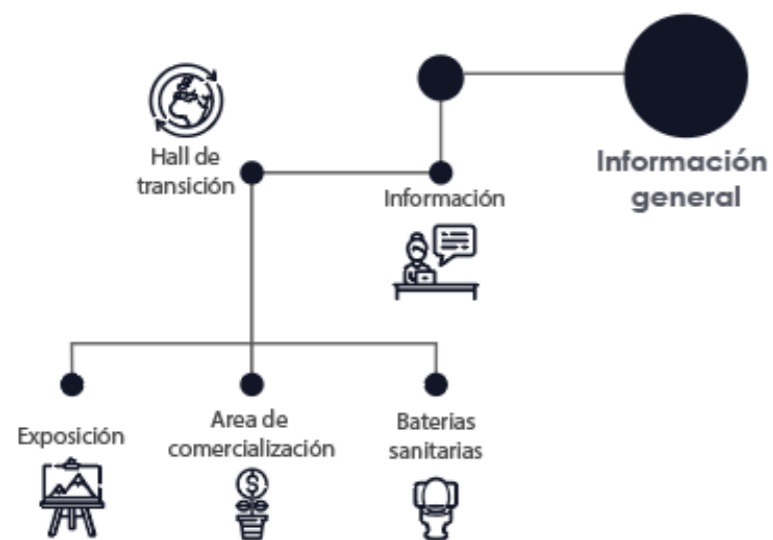 Hall de
transición
Información
Información
general
Exposición
Area de
comercialización
Baterias
sanitarias